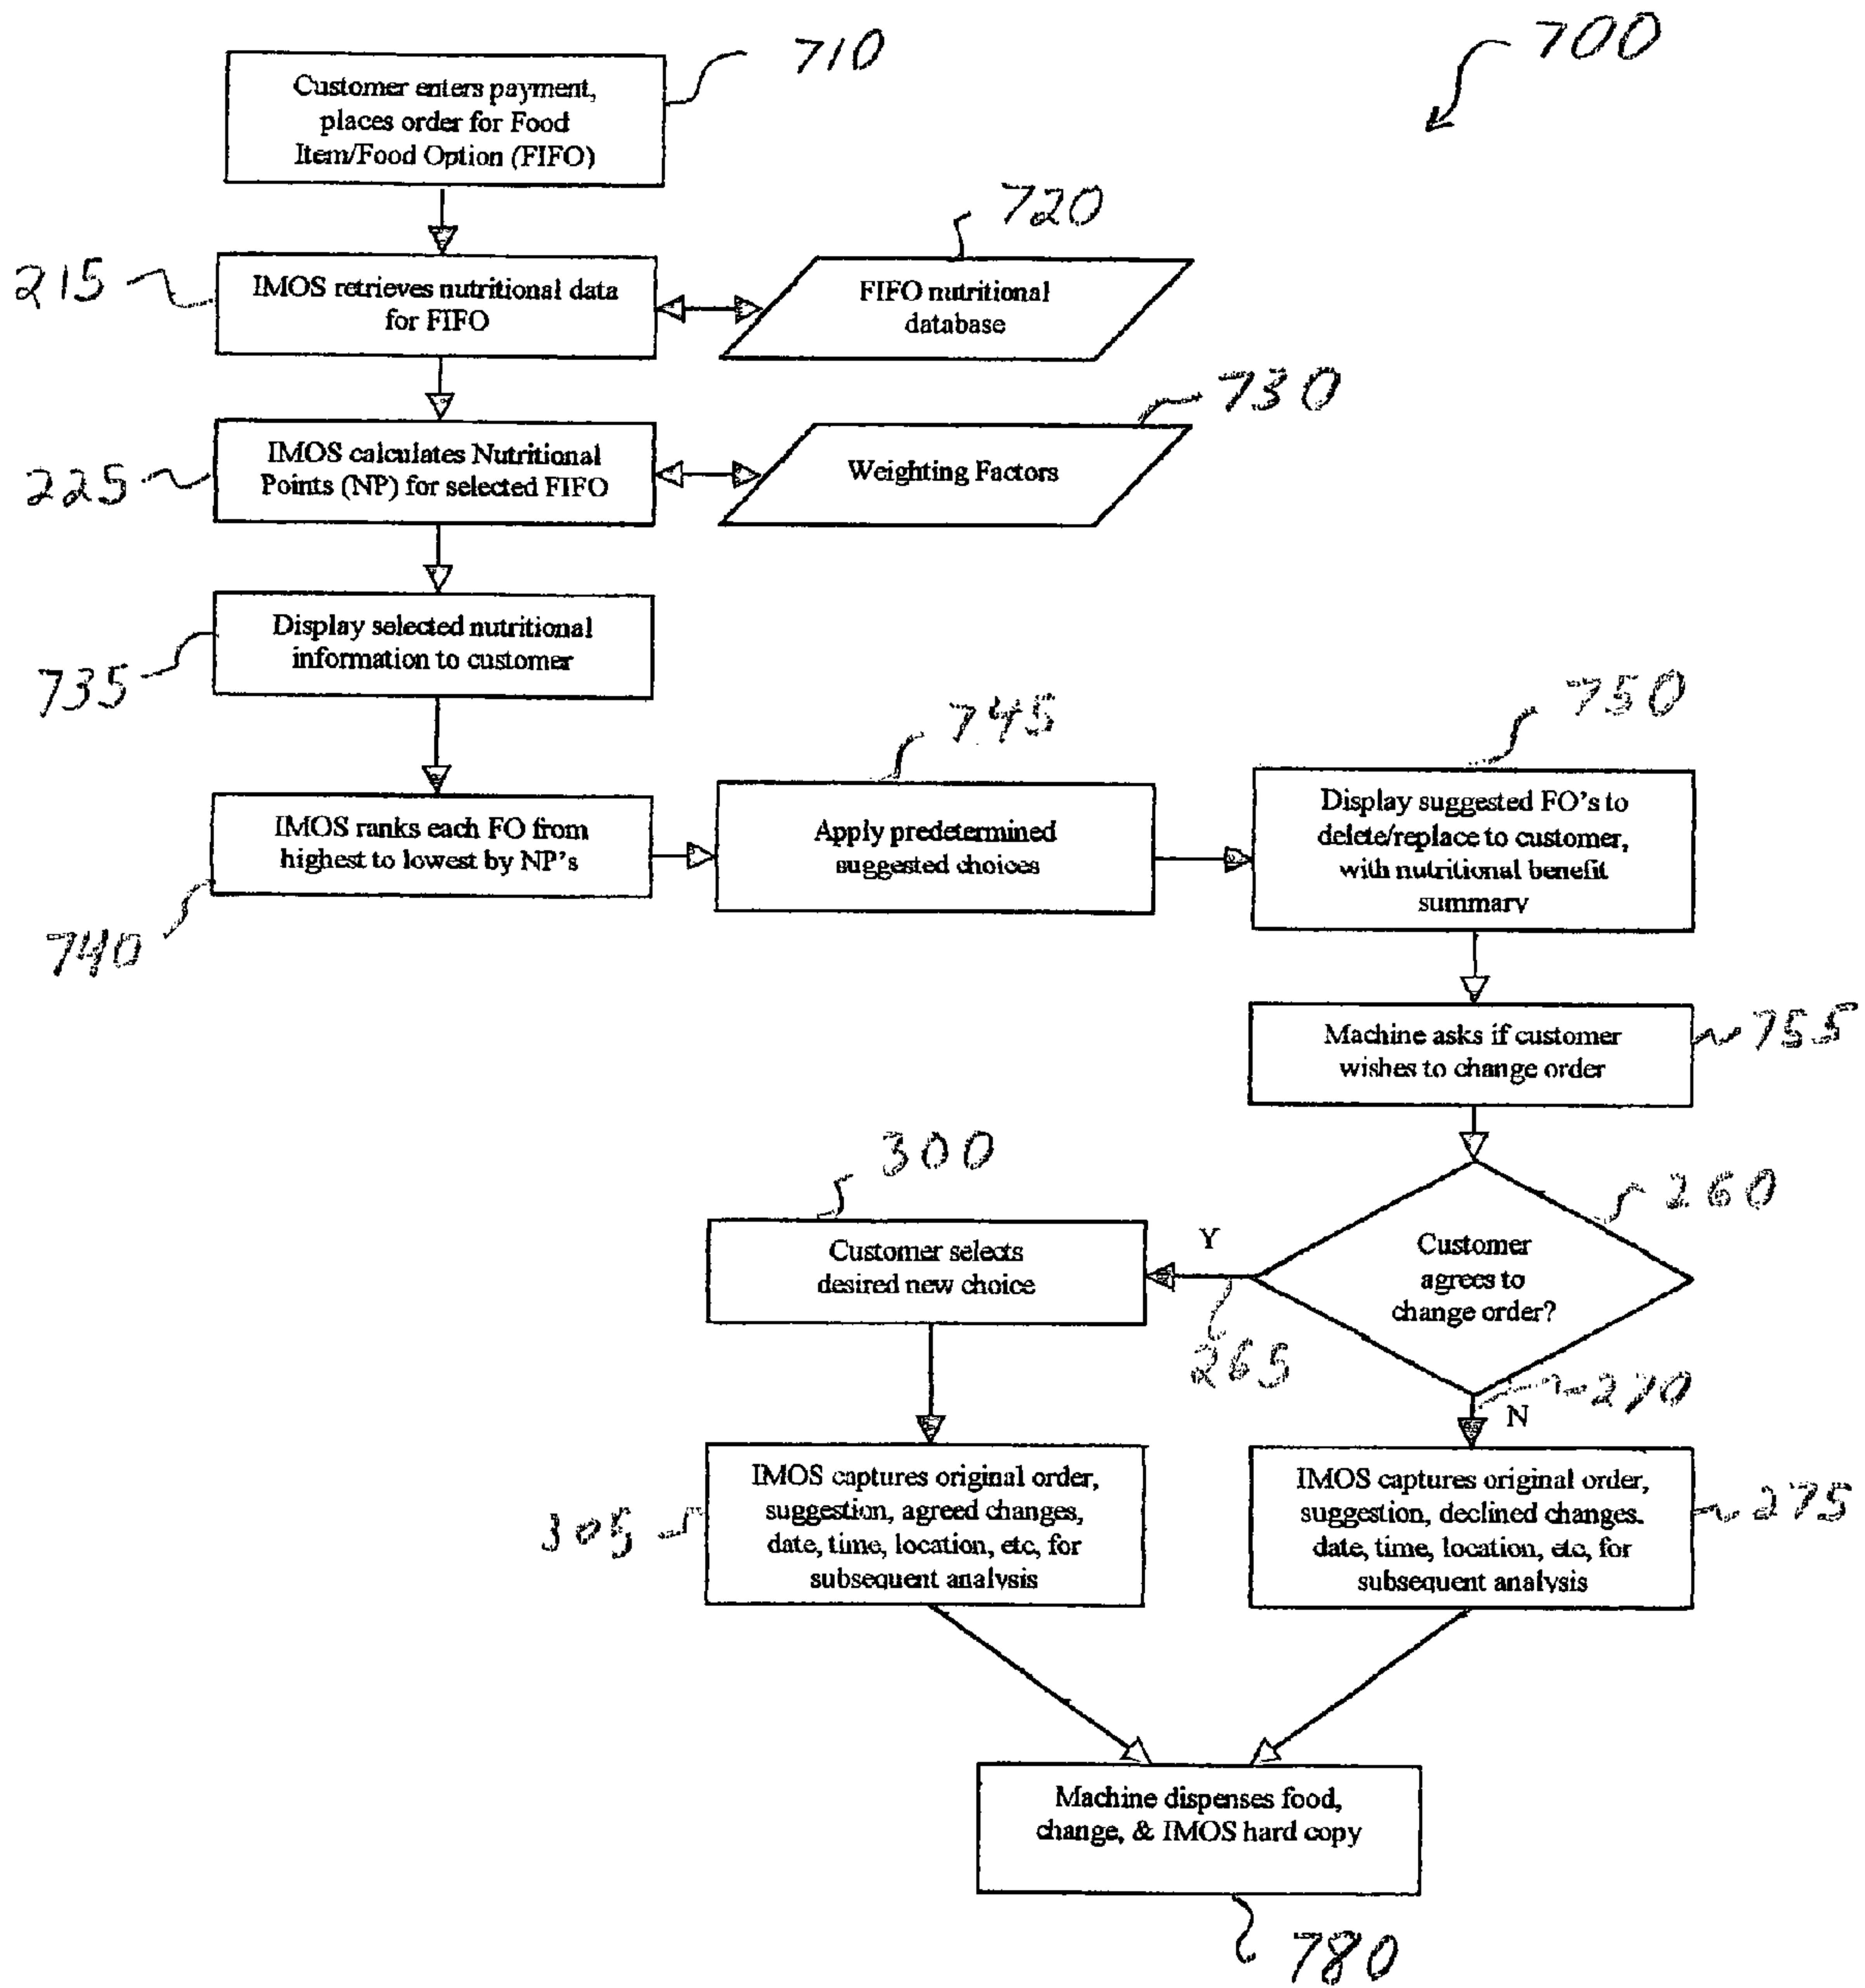 700
710
Customer enters payment,
places order for Food
Item/Food Option (FIFO)
720
215
IMOS retrieves nutritional data
for FIFO
FIFO nutritional
database
730
225
IMOS calculates Nutritional
Points (NP) for selected FIFO
Weighting Factors
735
Display selected nutritional
information to customer
745
750
740
IMOS ranks each FO from
highest to lowest by NP's
Apply predetermined
suggested choices
Display suggested FO's to
delete/replace to customer,
with nutritional benefit
summary
755
Machine asks if customer
wishes to change order
300
260
Customer selects
desired new choice
Y
265
Customer
agrees to
change order?
270
N
305
IMOS captures original order,
suggestion, agreed changes,
date, time, location, etc, for
subsequent analysis
IMOS captures original order,
suggestion, declined changes.
date, time, location, etc, for
subsequent analysis
275
Machine dispenses food,
change, & IMOS hard copy
780